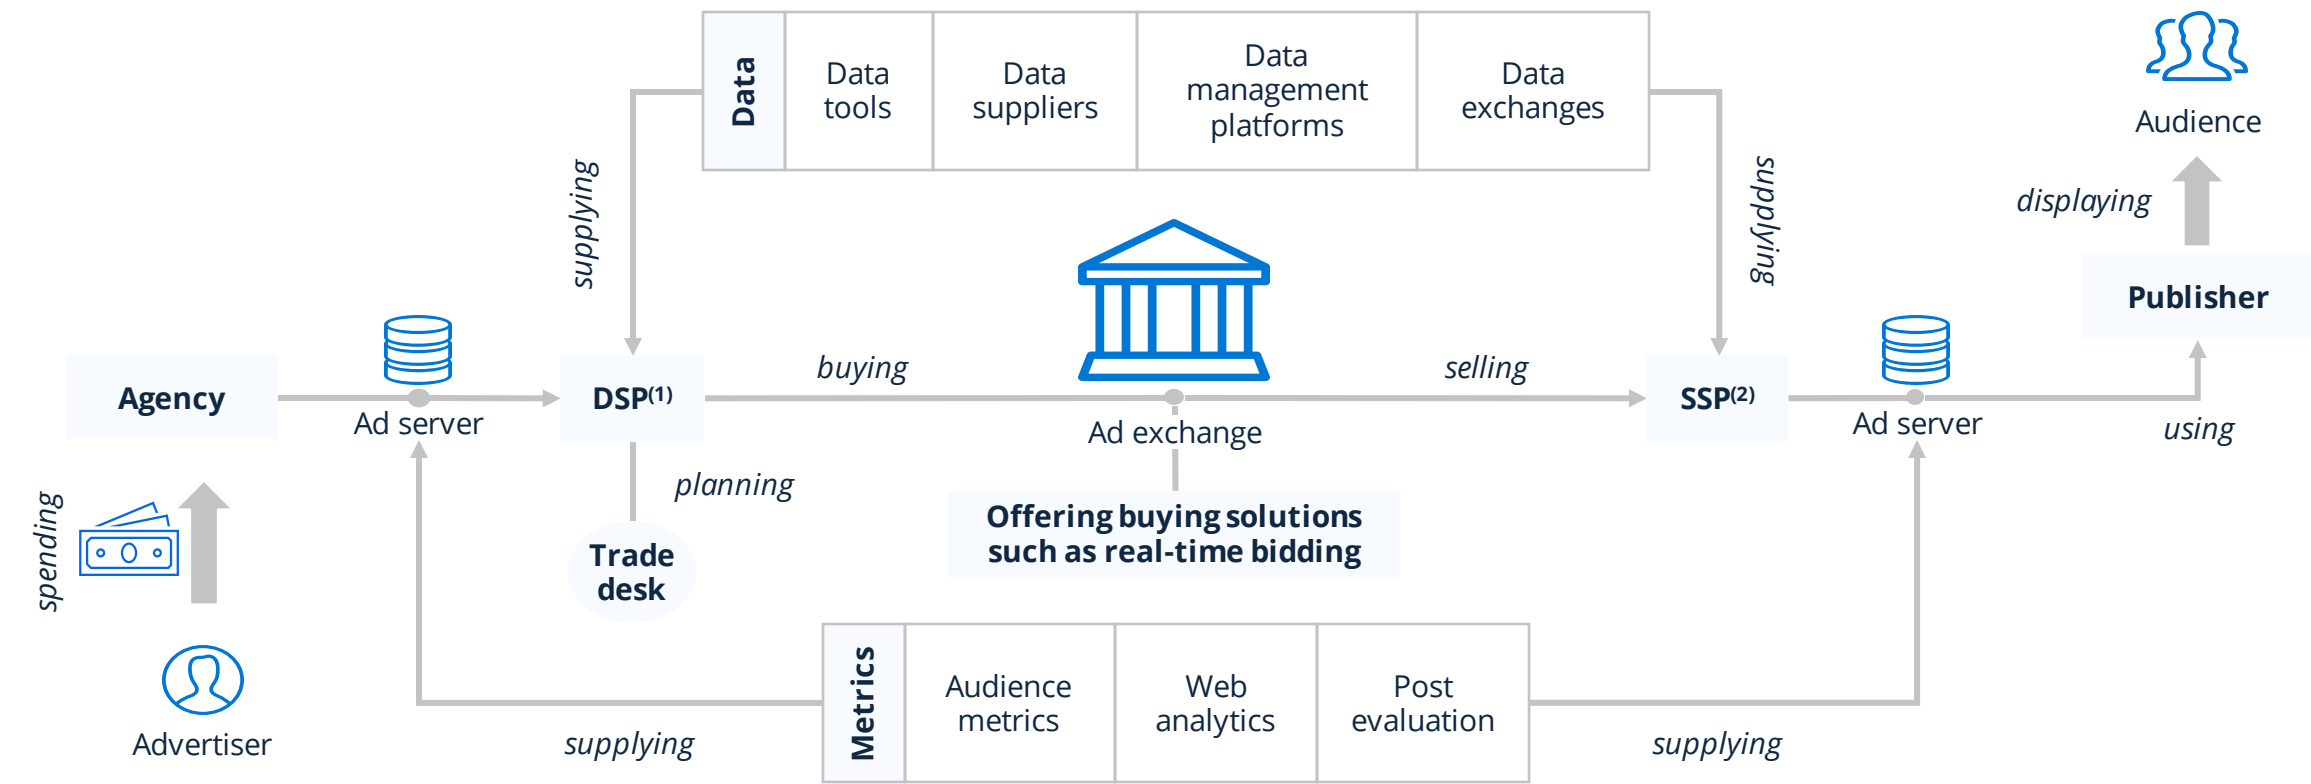 Data
Data
tools
Data
suppliers
Data
management
platforms
Data
exchanges
Audience
supplying
supplying
displaying
Publisher
Agency
Ad server
DSP(1)
buying
Ad exchange
selling
SSP(2)
Ad server
using
spending
planning
Trade
desk
Offering buying solutions
such as real-time bidding
Advertiser
supplying
Metrics
Audience
metrics
Web
analytics
Post
evaluation
supplying